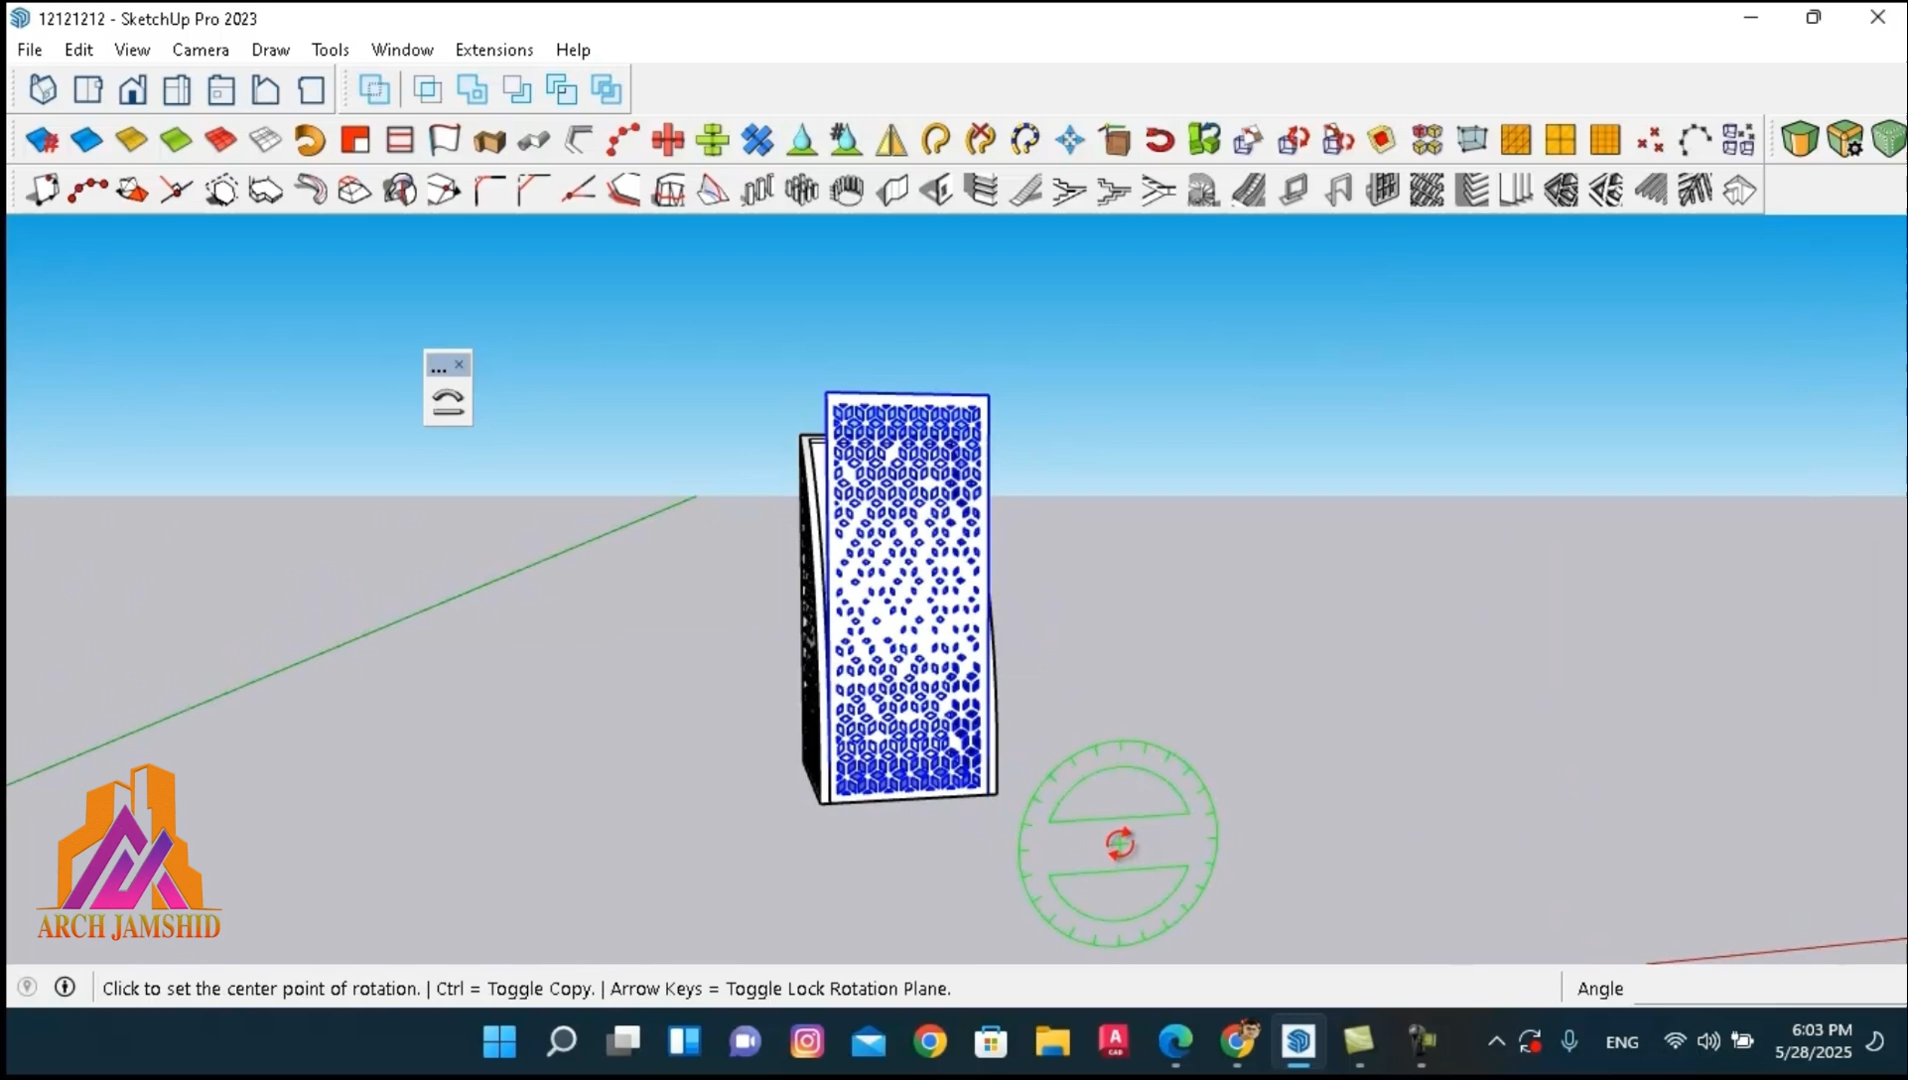 12121212 - SketchUp Pro 2023
File Edit View Camera Draw Tools Window Extensions Help
...
ARCH JAMSHID
Click to set the center point of rotation. | Ctrl = Toggle Copy. | Arrow Keys = Toggle Lock Rotation Plane.
Angle
A
CAD
ENG
6:03 PM
5/28/2025